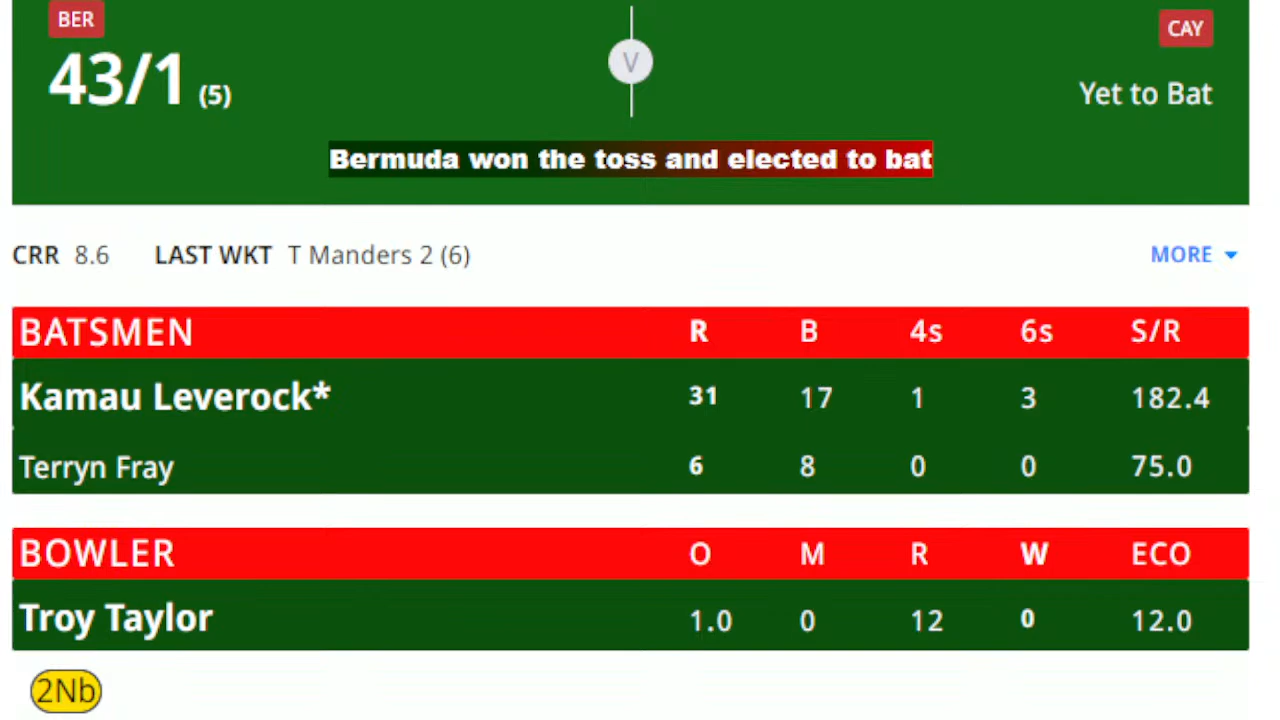 BER V CAY
43/1 (5) Yet to Bat
Bermuda won the toss and elected to bat
CRR 8.6 LAST WKT T Manders 2 (6) MORE
BATSMEN R B 4s 6s S/R
Kamau Leverock* 31 17 1 3 182.4
Terryn Fray 6 8 0 0 75.0
BOWLER O M R W ECO
Troy Taylor 1.0 0 12 0 12.0
2Nb